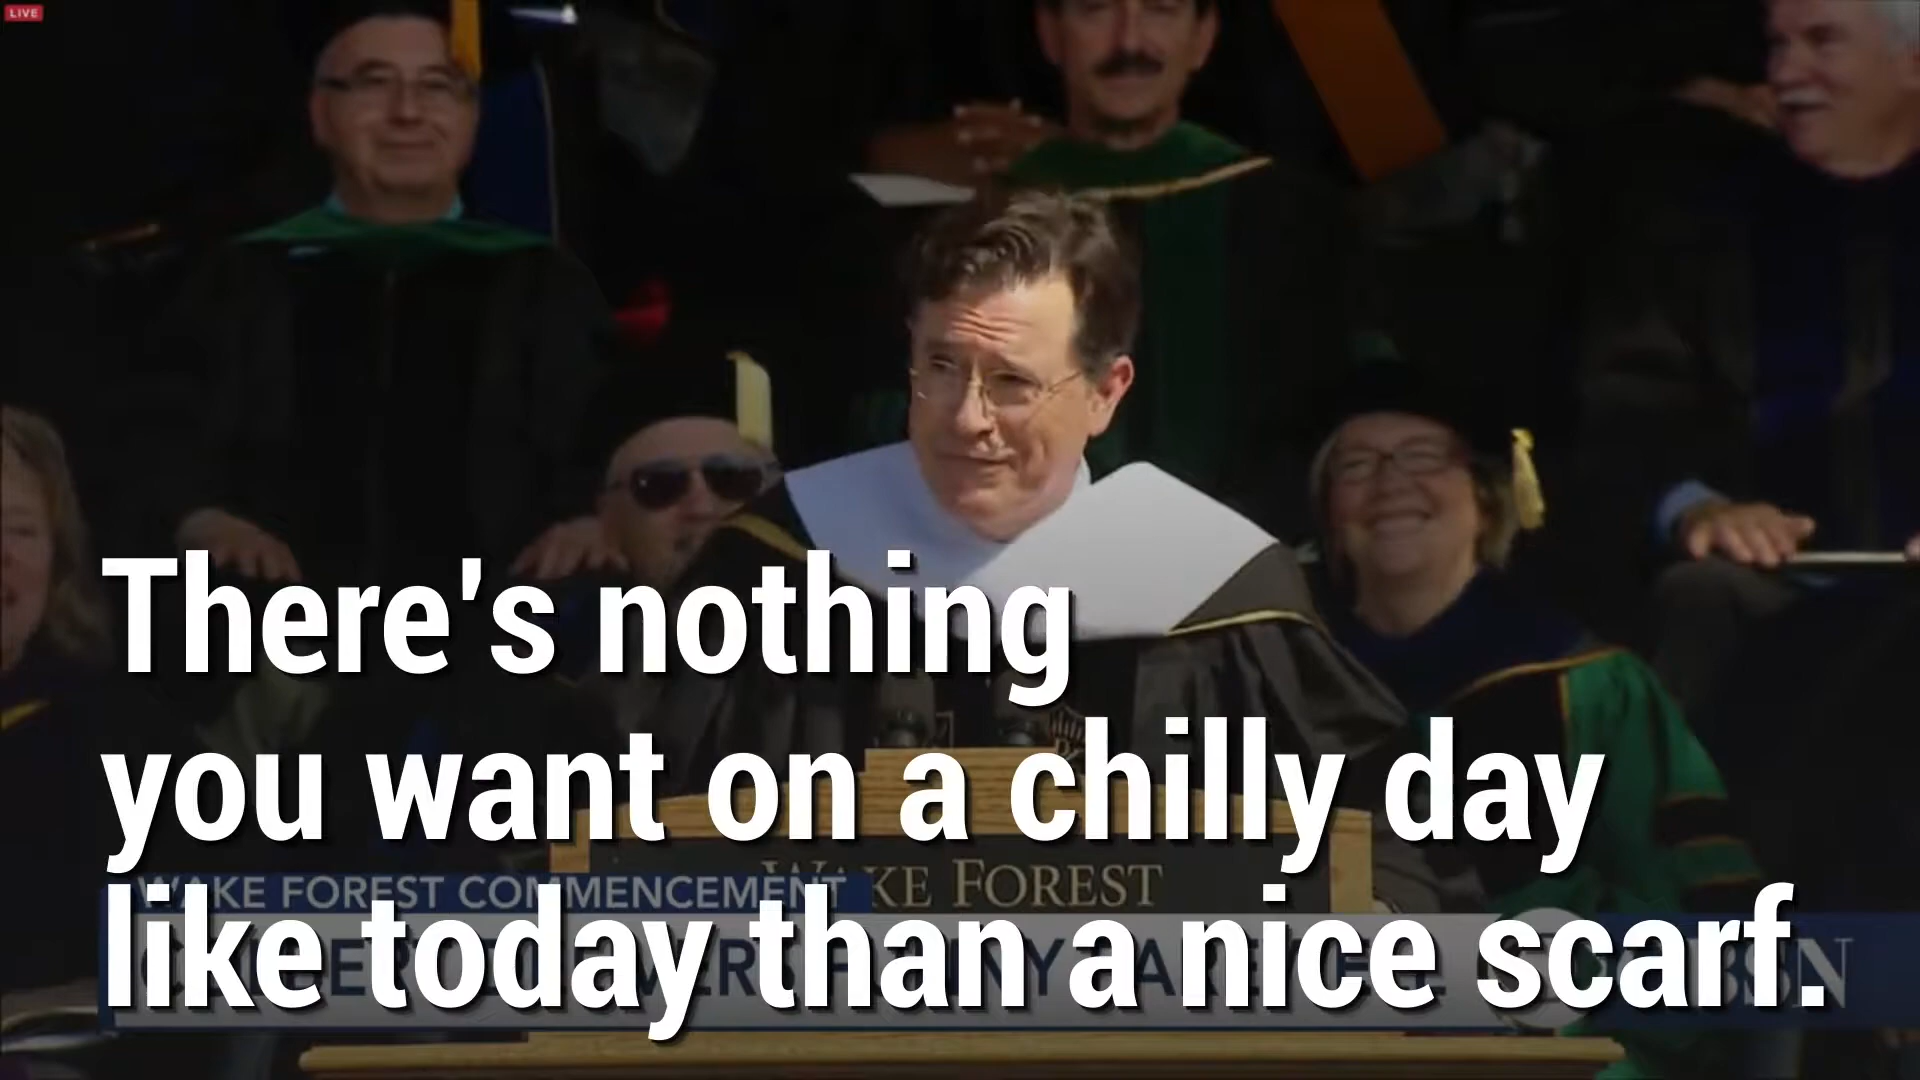 LIVE
There's nothing
you want on a chilly day
like today than a nice scarf.
WAKE FOREST
WAKE FOREST COMMENCEMENT